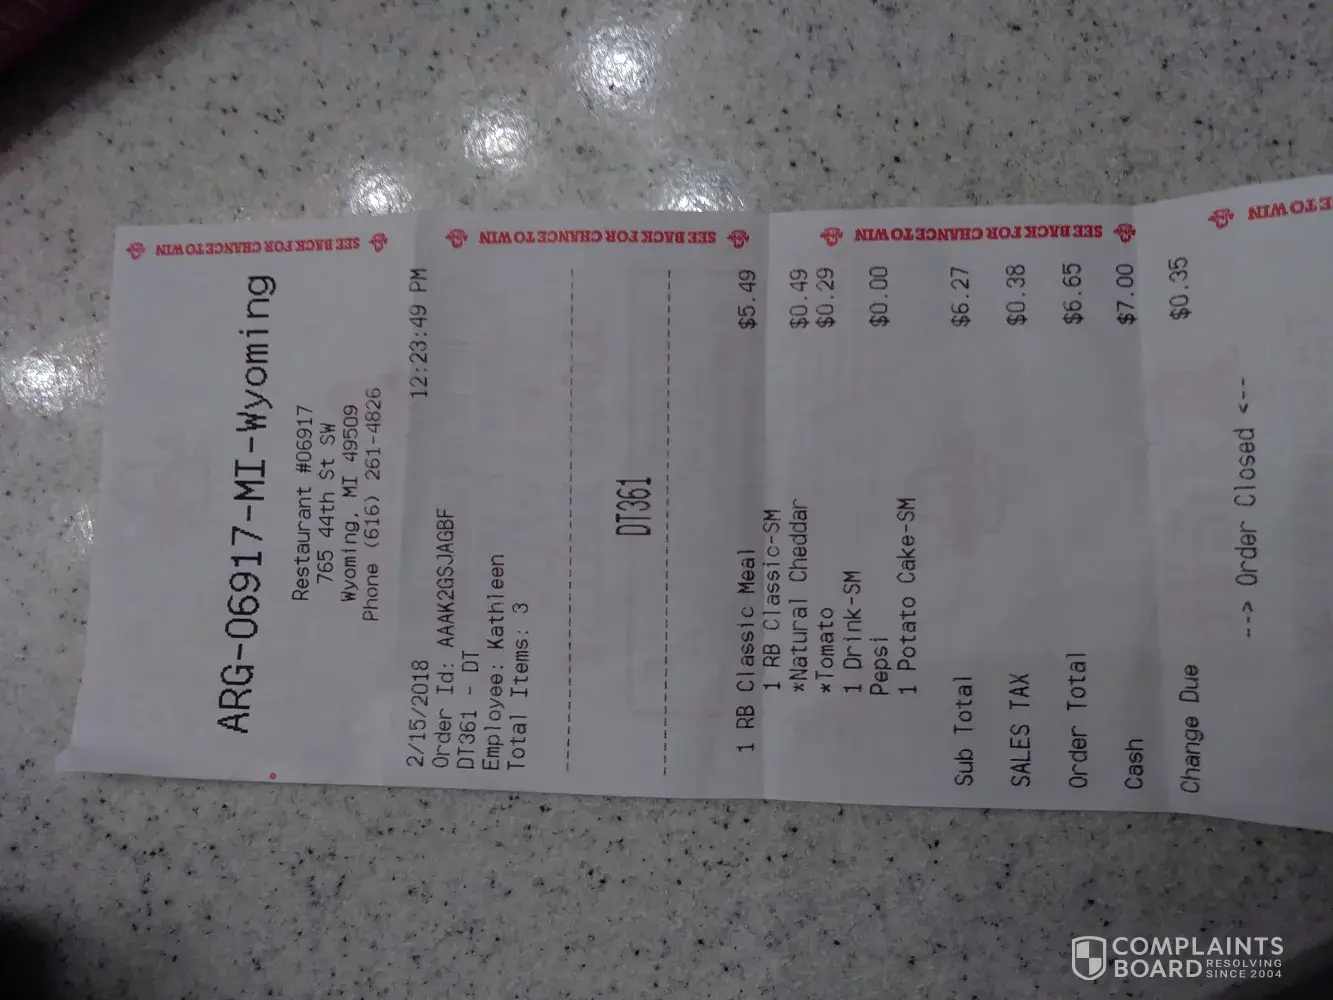 SEE BACK FOR CHANCE TO WIN
SEE BACK FOR CHANCE TO WIN
SEE BACK FOR CHANCE TO WIN
E TO WIN
ARG-06917-MI-Wyoming
Restaurant #06917
765 44th St SW
Wyoming, MI 49509
Phone (616) 261-4826
2/15/2018 12:23:49 PM
Order Id: AAAK2GSJAGBF
DT361 - DT
Employee: Kathleen
Total Items: 3
DT361
1 RB Classic Meal $5.49
1 RB Classic-SM
*Natural Cheddar $0.49
*Tomato $0.29
1 Drink-SM
Pepsi $0.00
1 Potato Cake-SM
Sub Total $6.27
SALES TAX $0.38
Order Total $6.65
Cash $7.00
Change Due $0.35
---> Order Closed <---
COMPLAINTS
BOARD RESOLVING
SINCE 2004